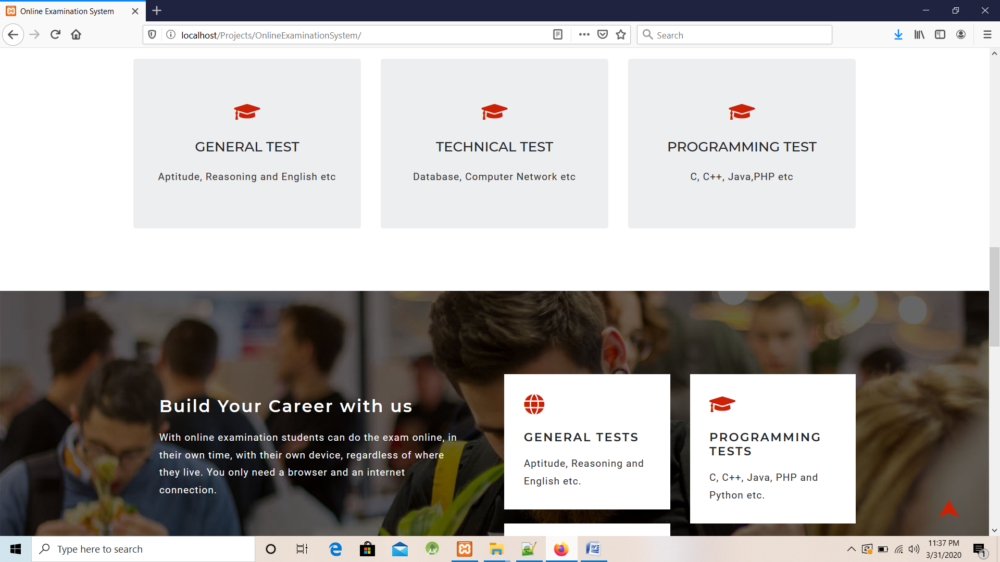 Online Examination System
localhost/Projects/OnlineExaminationSystem/
Search
GENERAL TEST
Aptitude, Reasoning and English etc
TECHNICAL TEST
Database, Computer Network etc
PROGRAMMING TEST
C, C++, Java,PHP etc
Build Your Career with us
With online examination students can do the exam online, in
their own time, with their own device, regardless of where
they live. You only need a browser and an internet
connection.
GENERAL TESTS
Aptitude, Reasoning and
English etc.
PROGRAMMING
TESTS
C, C++, Java, PHP and
Python etc.
Type here to search
11:37 PM
3/31/2020
1